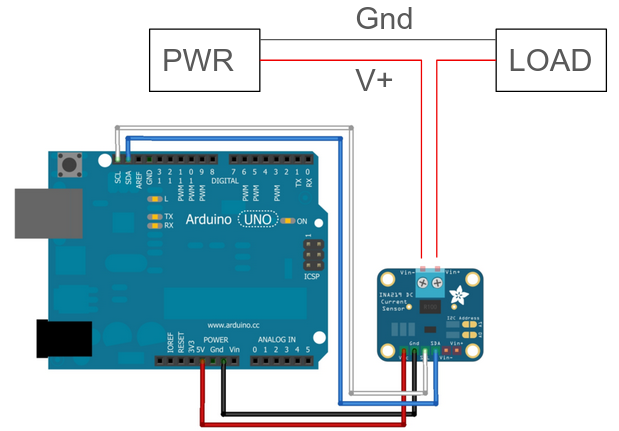 Gnd
PWR
LOAD
V+
SCL
SDA
AREF
GND
13
12
PWM 11
PWM 10
PWM 9
8
DIGITAL
7
PWM 6
PWM 5
4
PWM 3
2
TX 1
RX 0
L
TX
RX
Arduino UNO
ON
1
ICSP
www.arduino.cc
POWER
ANALOG IN
IOREF
RESET
3V3
5V
Gnd
Vin
0 1 2 3 4 5
Vin-
Vin+
INA219 DC
Current
Sensor
I2C Address
A1
A0
Vcc
Gnd
SDA
Vin-
Vin+